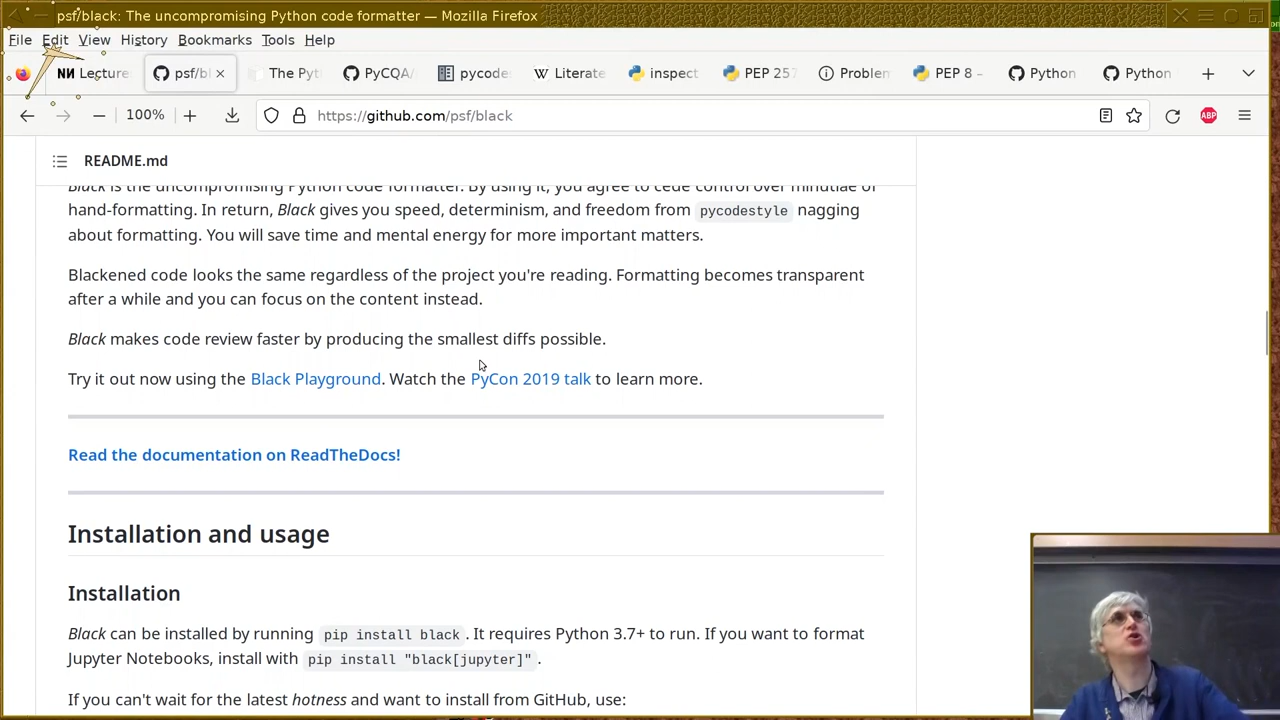 psf/black: The uncompromising Python code formatter — Mozilla Firefox
File Edit View History Bookmarks Tools Help
Lecture psf/bl The Pyt PyCQA/ pycode Literate inspect PEP 257 Problem PEP 8 – Python Python
100% https://github.com/psf/black ABP
README.md
Black is the uncompromising Python code formatter. By using it, you agree to cede control over minutiae of
hand-formatting. In return, Black gives you speed, determinism, and freedom from pycodestyle nagging
about formatting. You will save time and mental energy for more important matters.
Blackened code looks the same regardless of the project you're reading. Formatting becomes transparent
after a while and you can focus on the content instead.
Black makes code review faster by producing the smallest diffs possible.
Try it out now using the Black Playground. Watch the PyCon 2019 talk to learn more.
Read the documentation on ReadTheDocs!
Installation and usage
Installation
Black can be installed by running pip install black. It requires Python 3.7+ to run. If you want to format
Jupyter Notebooks, install with pip install "black[jupyter]".
If you can't wait for the latest hotness and want to install from GitHub, use: